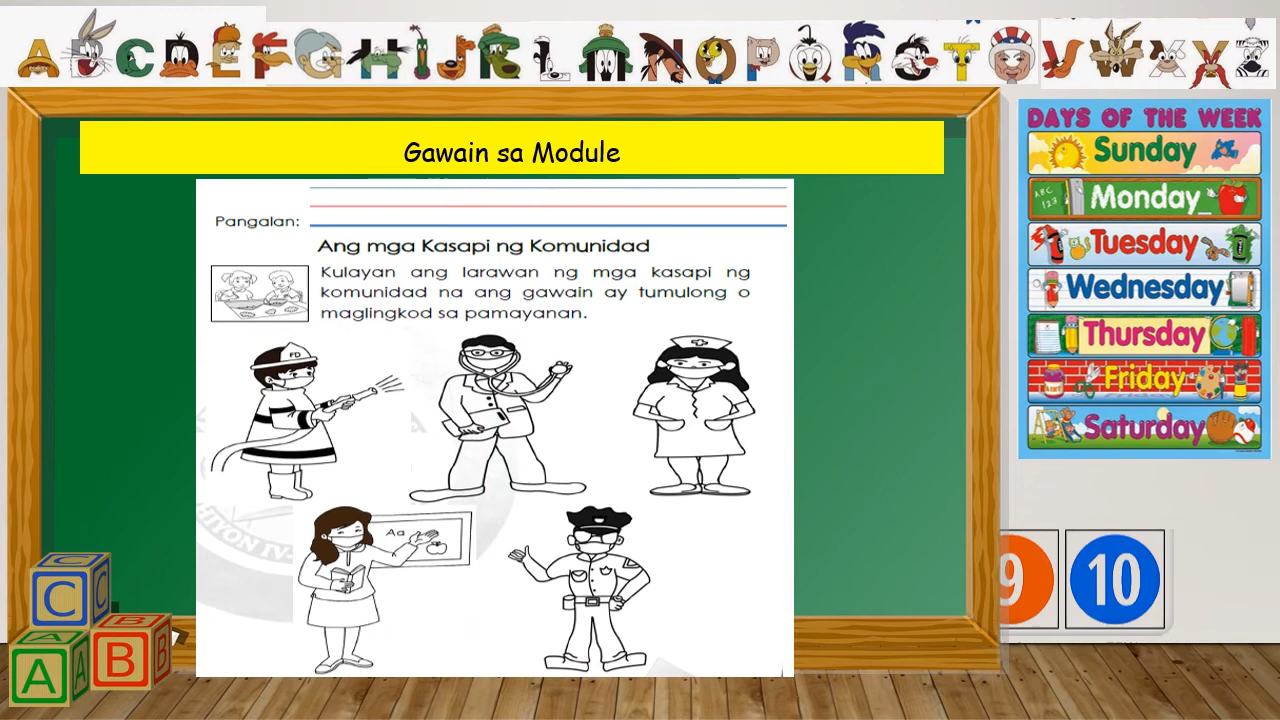 A B C D E F G H I J K L M N O P Q R S T U V W X Y Z
Gawain sa Module
Pangalan:
Ang mga Kasapi ng Komunidad
Kulayan ang larawan ng mga kasapi ng
komunidad na ang gawain ay tumulong o
maglingkod sa pamayanan.
FD
Aa
DAYS OF THE WEEK
Sunday
ABC
123
Monday
Tuesday
Wednesday
Thursday
Friday
Saturday
9 10
C C
B B
A A